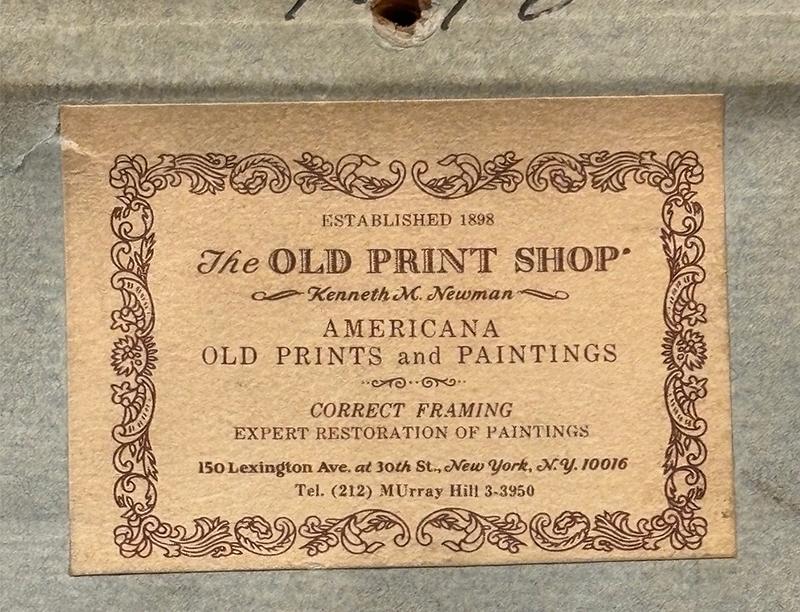 ESTABLISHED 1898
The OLD PRINT SHOP
Kenneth M. Newman
AMERICANA
OLD PRINTS and PAINTINGS
CORRECT FRAMING
EXPERT RESTORATION OF PAINTINGS
150 Lexington Ave. at 30th St., New York, N.Y. 10016
Tel. (212) MUrray Hill 3-3950